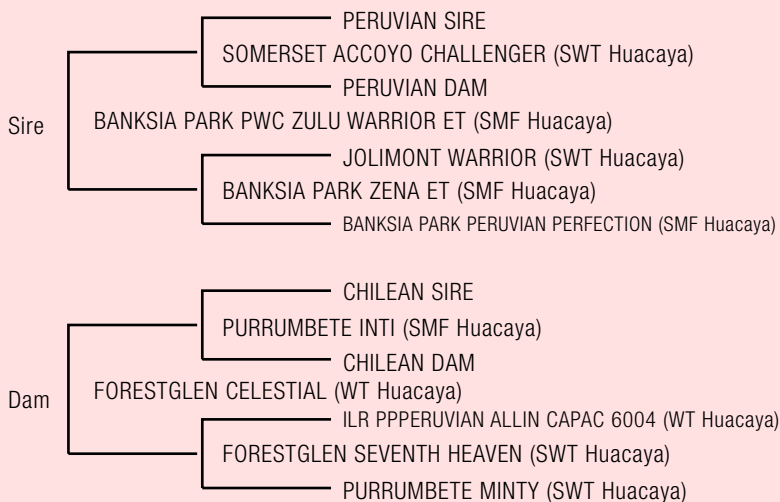 PERUVIAN SIRE
SOMERSET ACCOYO CHALLENGER (SWT Huacaya)
PERUVIAN DAM
Sire
BANKSIA PARK PWC ZULU WARRIOR ET (SMF Huacaya)
JOLIMONT WARRIOR (SWT Huacaya)
BANKSIA PARK ZENA ET (SMF Huacaya)
BANKSIA PARK PERUVIAN PERFECTION (SMF Huacaya)
CHILEAN SIRE
PURRUMBETE INTI (SMF Huacaya)
CHILEAN DAM
Dam
FORESTGLEN CELESTIAL (WT Huacaya)
ILR PPPERUVIAN ALLIN CAPAC 6004 (WT Huacaya)
FORESTGLEN SEVENTH HEAVEN (SWT Huacaya)
PURRUMBETE MINTY (SWT Huacaya)